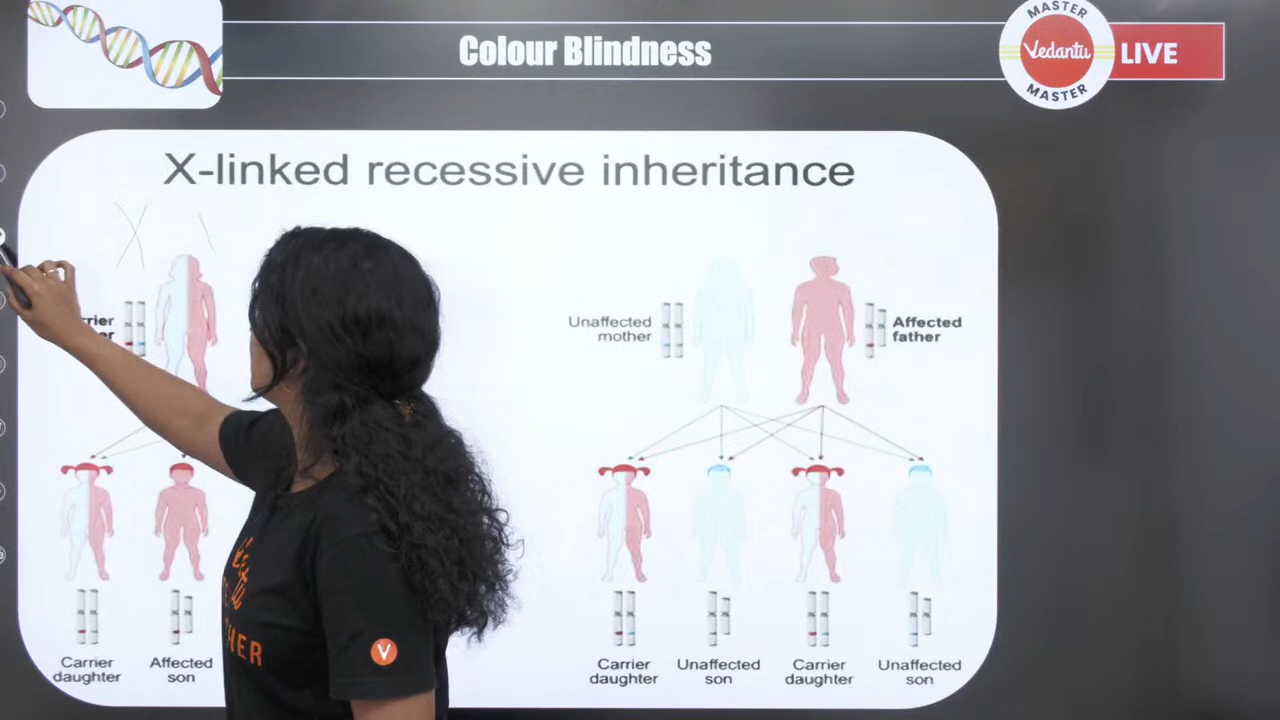 Colour Blindness
MASTER
Vedantu
MASTER
LIVE
X-linked recessive inheritance
X
Unaffected
mother
Affected
father
Carrier
daughter
Affected
son
Carrier
daughter
Unaffected
son
Carrier
daughter
Unaffected
son
HER
V